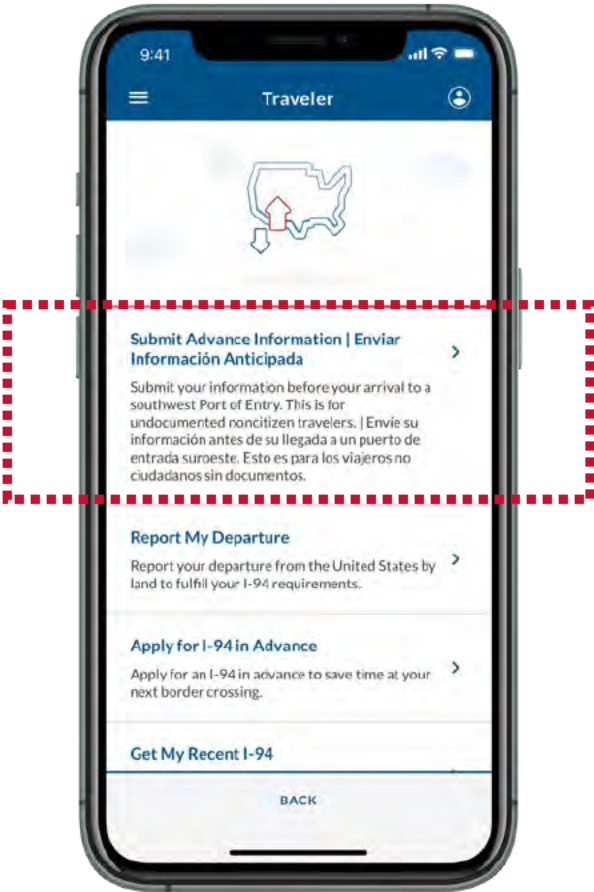 9:41
Traveler
Submit Advance Information | Enviar
Información Anticipada
Submit your information before your arrival to a
southwest Port of Entry. This is for
undocumented noncitizen travelers. | Envie su
información antes de su llegada a un puerto de
entrada suroeste. Esto es para los viajeros no
ciudadanos sin documentos.
Report My Departure
Report your departure from the United States by
land to fulfill your I-94 requirements.
Apply for I-94 in Advance
Apply for an I-94 in advance to save time at your
next border crossing.
Get My Recent I-94
BACK